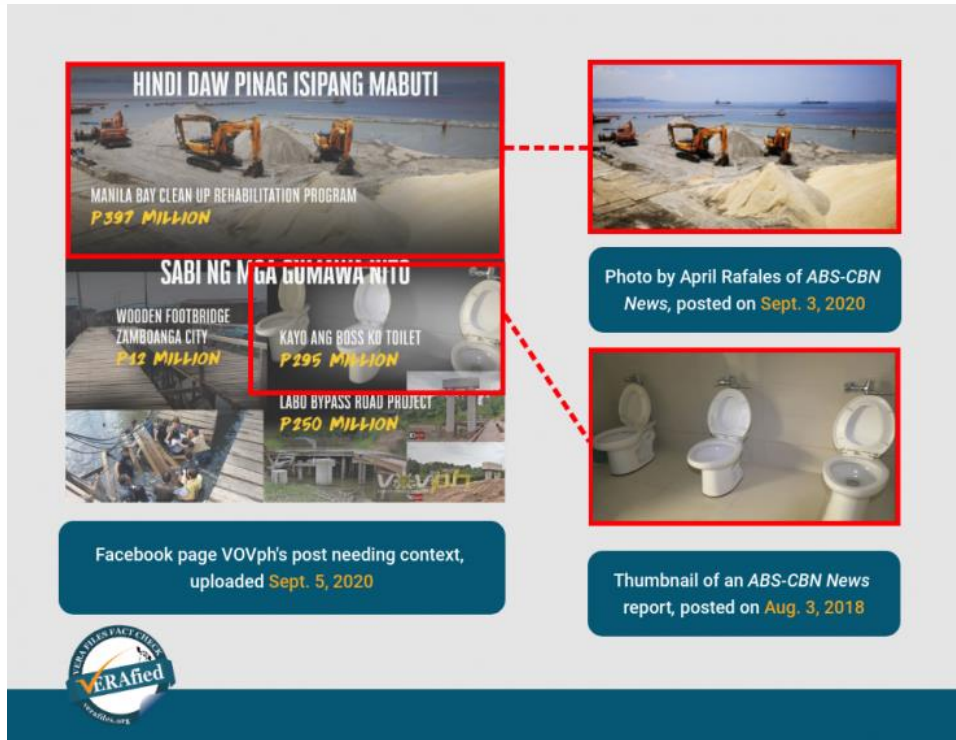 HINDI DAW PINAG ISIPANG MABUTI
MANILA BAY CLEAN UP REHABILITATION PROGRAM
P397 MILLION
SABI NG MGA GUMAWA NITO
WOODEN FOOTBRIDGE
ZAMBOANGA CITY
P12 MILLION
KAYO ANG BOSS KO TOILET
P295 MILLION
LABO BYPASS ROAD PROJECT
P250 MILLION
vovph
Facebook page VOVph's post needing context,
uploaded Sept. 5, 2020
Photo by April Rafales of ABS-CBN
News, posted on Sept. 3, 2020
Thumbnail of an ABS-CBN News
report, posted on Aug. 3, 2018
VERA FILES FACT CHECK
VERAfied
verafiles.org